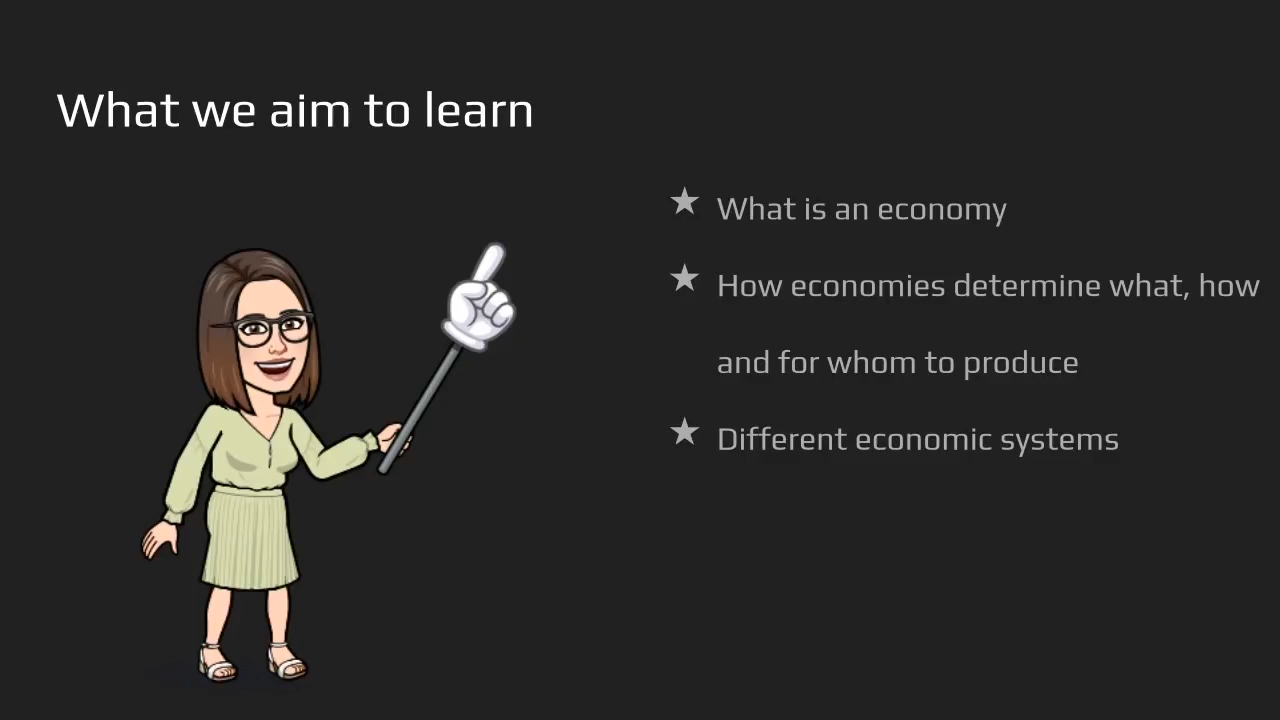 What we aim to learn
★ What is an economy
★ How economies determine what, how
and for whom to produce
★ Different economic systems